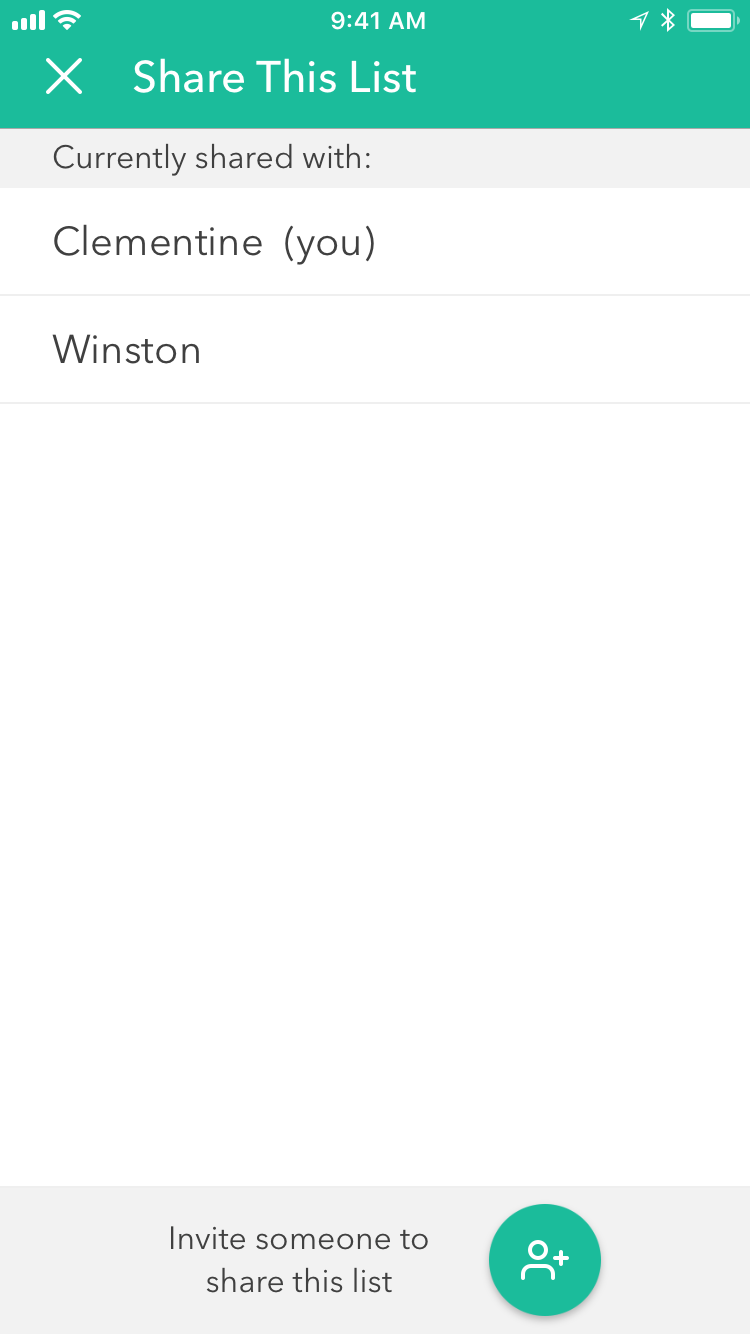 9:41 AM
Share This List
Currently shared with:
Clementine (you)
Winston
Invite someone to
share this list